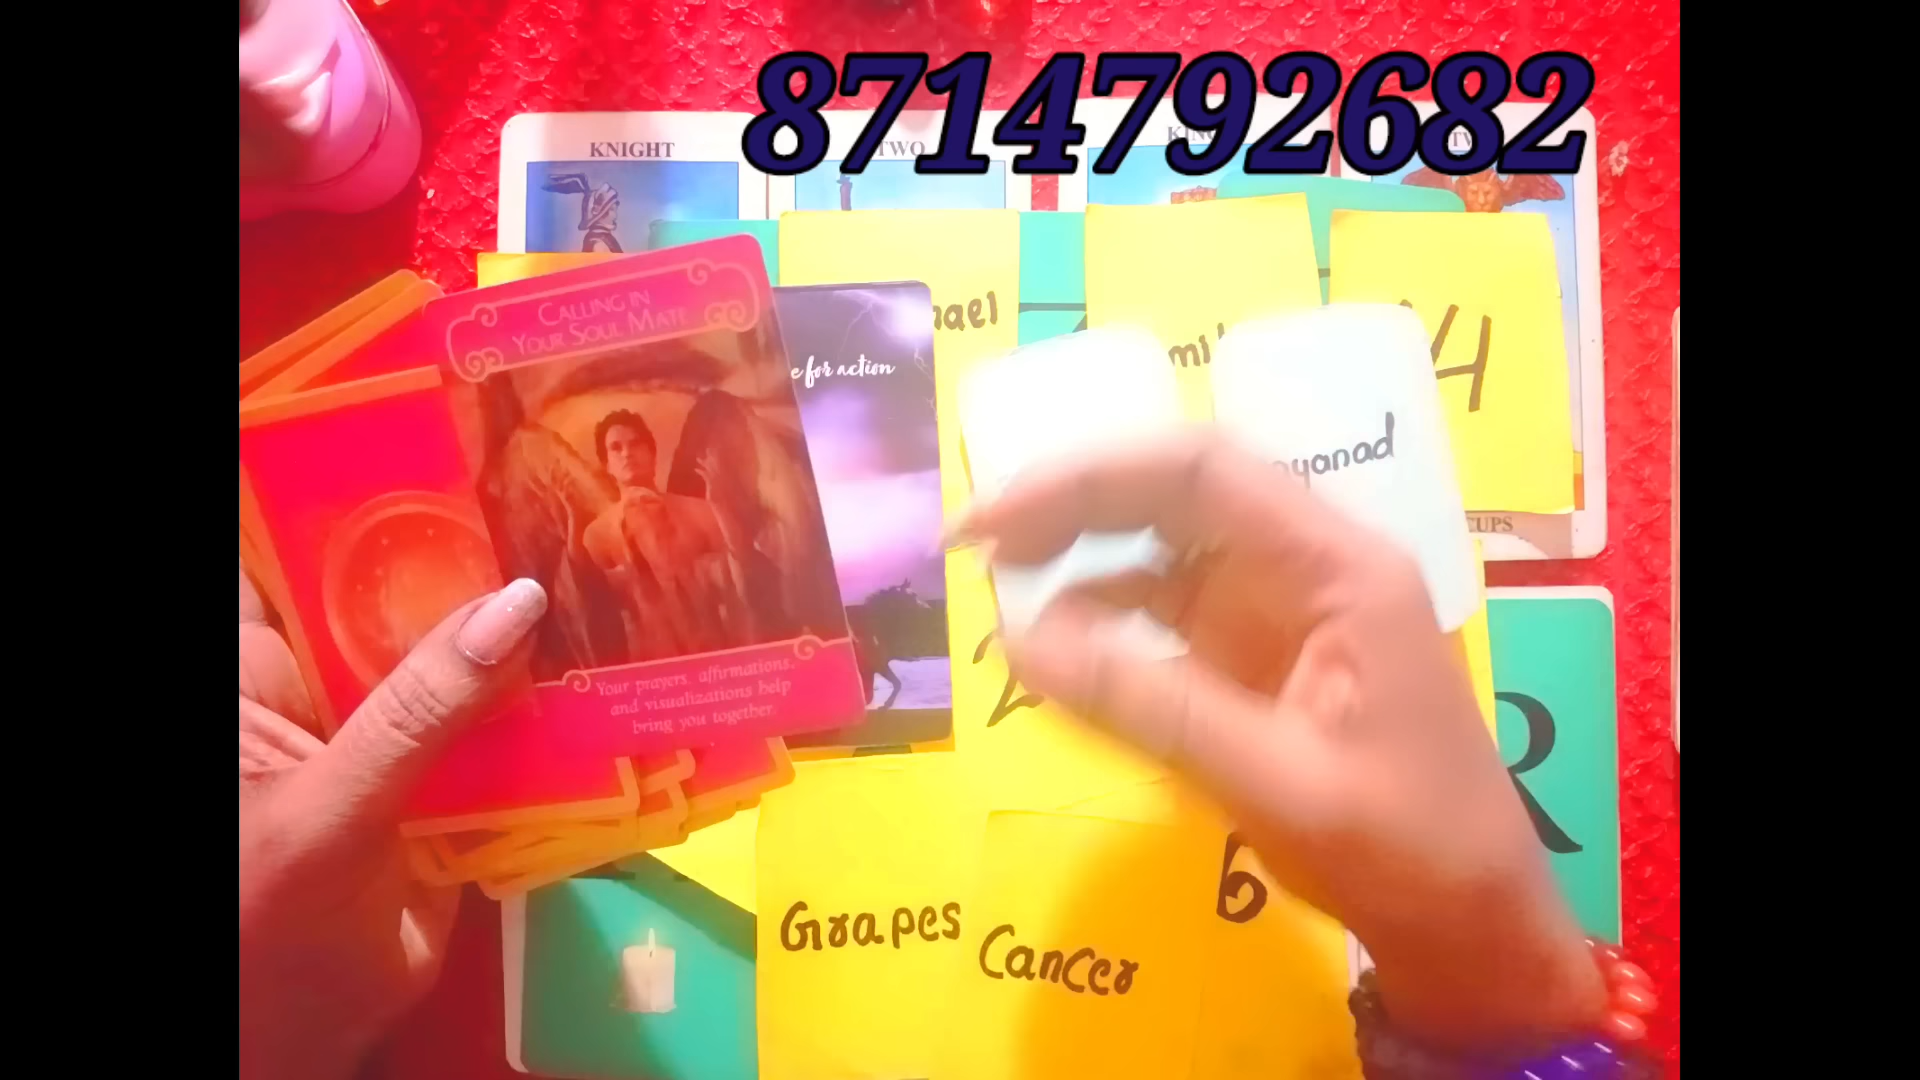 8714792682
KNIGHT
TWO
CALLING IN
YOUR SOUL MATE
Your prayers, affirmations,
and visualizations help
bring you together.
e for action
ael
4
yanad
CUPS
R
Grapes
Cancer
6